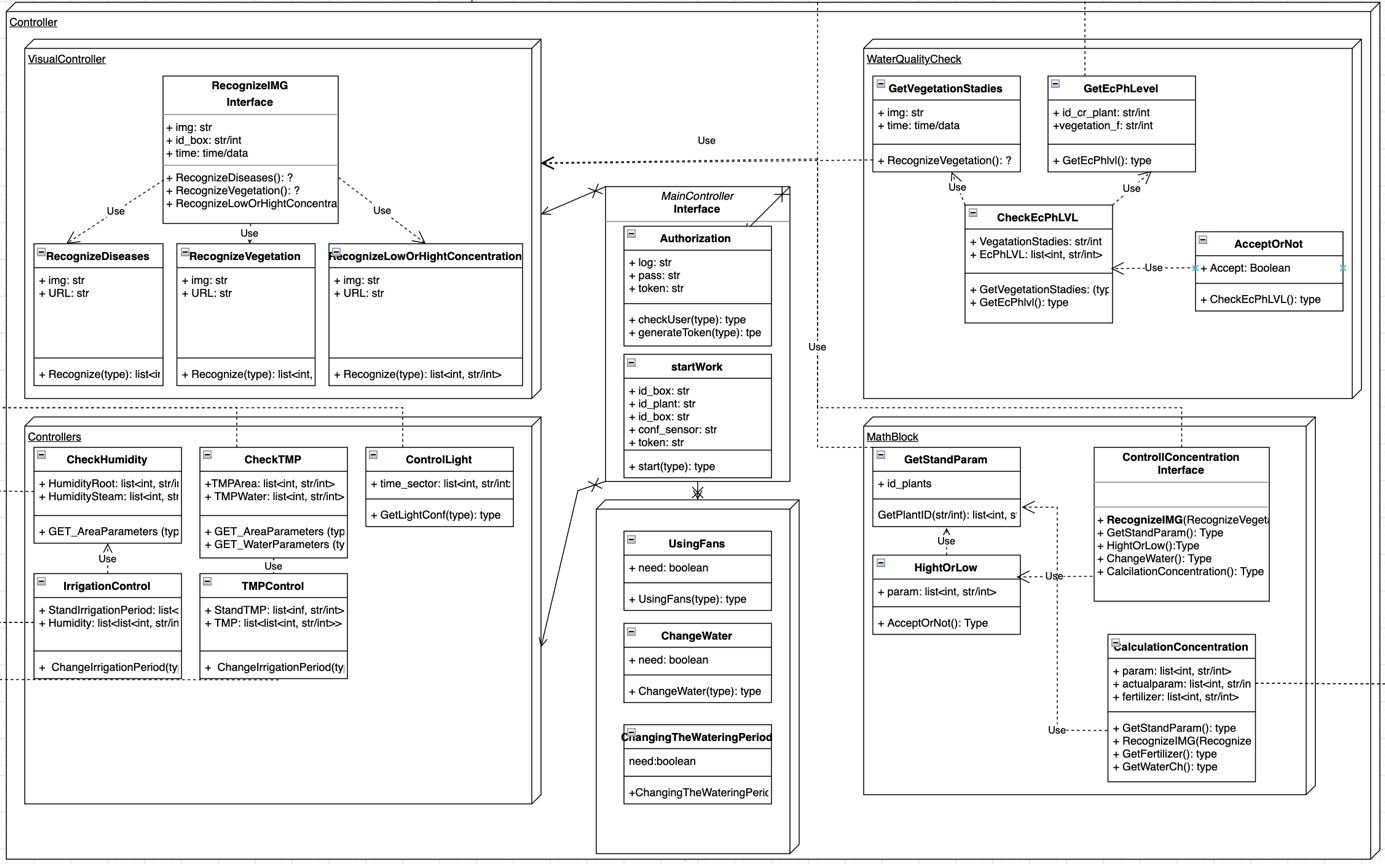 Controller
VisualController
RecognizeIMG
Interface
+ img: str
+ id_box: str/int
+ time: time/data
+ RecognizeDiseases(): ?
+ RecognizeVegetation(): ?
+ RecognizeLowOrHightConcentra
Use
Use
Use
RecognizeDiseases
+ img: str
+ URL: str
+ Recognize(type): list<i
RecognizeVegetation
+ img: str
+ URL: str
+ Recognize(type): list<int,
RecognizeLowOrHightConcentration
+ img: str
+ URL: str
+ Recognize(type): list<int, str/int>
Use
MainController
Interface
Authorization
+ log: str
+ pass: str
+ token: str
+ checkUser(type): type
+ generateToken(type): tpe
startWork
+ id_box: str
+ id_plant: str
+ id_box: str
+ conf_sensor: str
+ token: str
+ start(type): type
WaterQualityCheck
GetVegetationStadies
+ img: str
+ time: time/data
+ RecognizeVegetation(): ?
GetEcPhLevel
+ id_cr_plant: str/int
+vegetation_f: str/int
+ GetEcPhlvl(): type
Use
Use
CheckEcPhLVL
+ VegatationStadies: str/int
+ EcPhLVL: list<int, str/int>
+ GetVegetationStadies: (typ
+ GetEcPhlvl(): type
Use
AcceptOrNot
+ Accept: Boolean
+ CheckEcPhLVL(): type
Use
Controllers
CheckHumidity
+ HumidityRoot: list<int, str/i
+ HumiditySteam: list<int, str
+ GET_AreaParameters (typ
Use
IrrigationControl
+ StandIrrigationPeriod: list<
+ Humidity: list<list<int, str/in
+ ChangeIrrigationPeriod(ty
CheckTMP
+TMPArea: list<int, str/int>
+ TMPWater: list<int, str/int>
+ GET_AreaParameters (typ
+ GET_WaterParameters (ty
Use
TMPControl
+ StandTMP: list<inf, str/int>
+ TMP: list<list<int, str/int>>
+ ChangeIrrigationPeriod(ty
ControlLight
+ time_sector: list<int, str/int:
+ GetLightConf(type): type
UsingFans
+ need: boolean
+ UsingFans(type): type
ChangeWater
+ need: boolean
+ ChangeWater(type): type
ChangingTheWateringPeriod
need:boolean
+ChangingTheWateringPeric
MathBlock
GetStandParam
+ id_plants
GetPlantID(str/int): list<int, s
Use
HightOrLow
+ param: list<int, str/int>
+ AcceptOrNot(): Type
Use
Use
ControllConcentration
Interface
+ RecognizeIMG(RecognizeVegeta
+ GetStandParam(): Type
+ HightOrLow():Type
+ ChangeWater(): Type
+ CalcilationConcentration(): Type
CalculationConcentration
+ param: list<int, str/int>
+ actualparam: list<int, str/in
+ fertilizer: list<int, str/int>
+ GetStandParam(): type
+ RecognizeIMG(Recognize
+ GetFertilizer(): type
+ GetWaterCh(): type